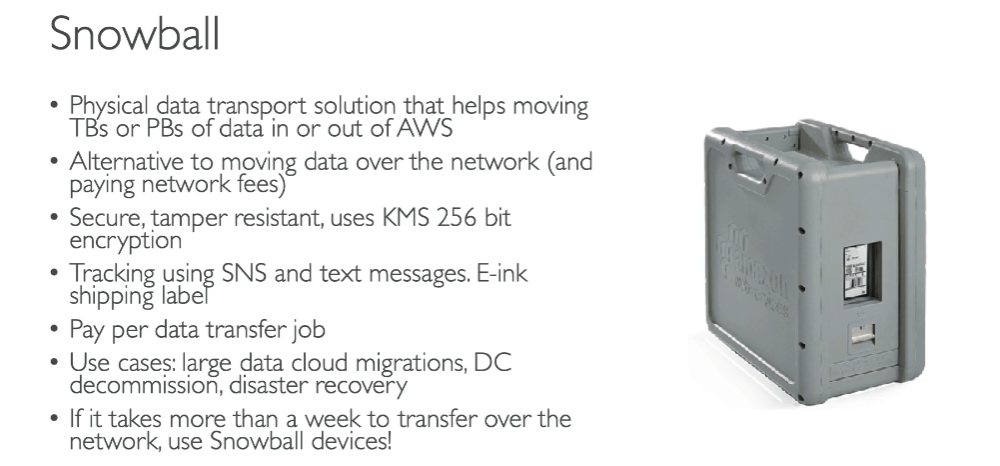 Snowball
• Physical data transport solution that helps moving
TBs or PBs of data in or out of AWS
• Alternative to moving data over the network (and
paying network fees)
• Secure, tamper resistant, uses KMS 256 bit
encryption
• Tracking using SNS and text messages. E-ink
shipping label
• Pay per data transfer job
• Use cases: large data cloud migrations, DC
decommission, disaster recovery
• If it takes more than a week to transfer over the
network, use Snowball devices!
amazon